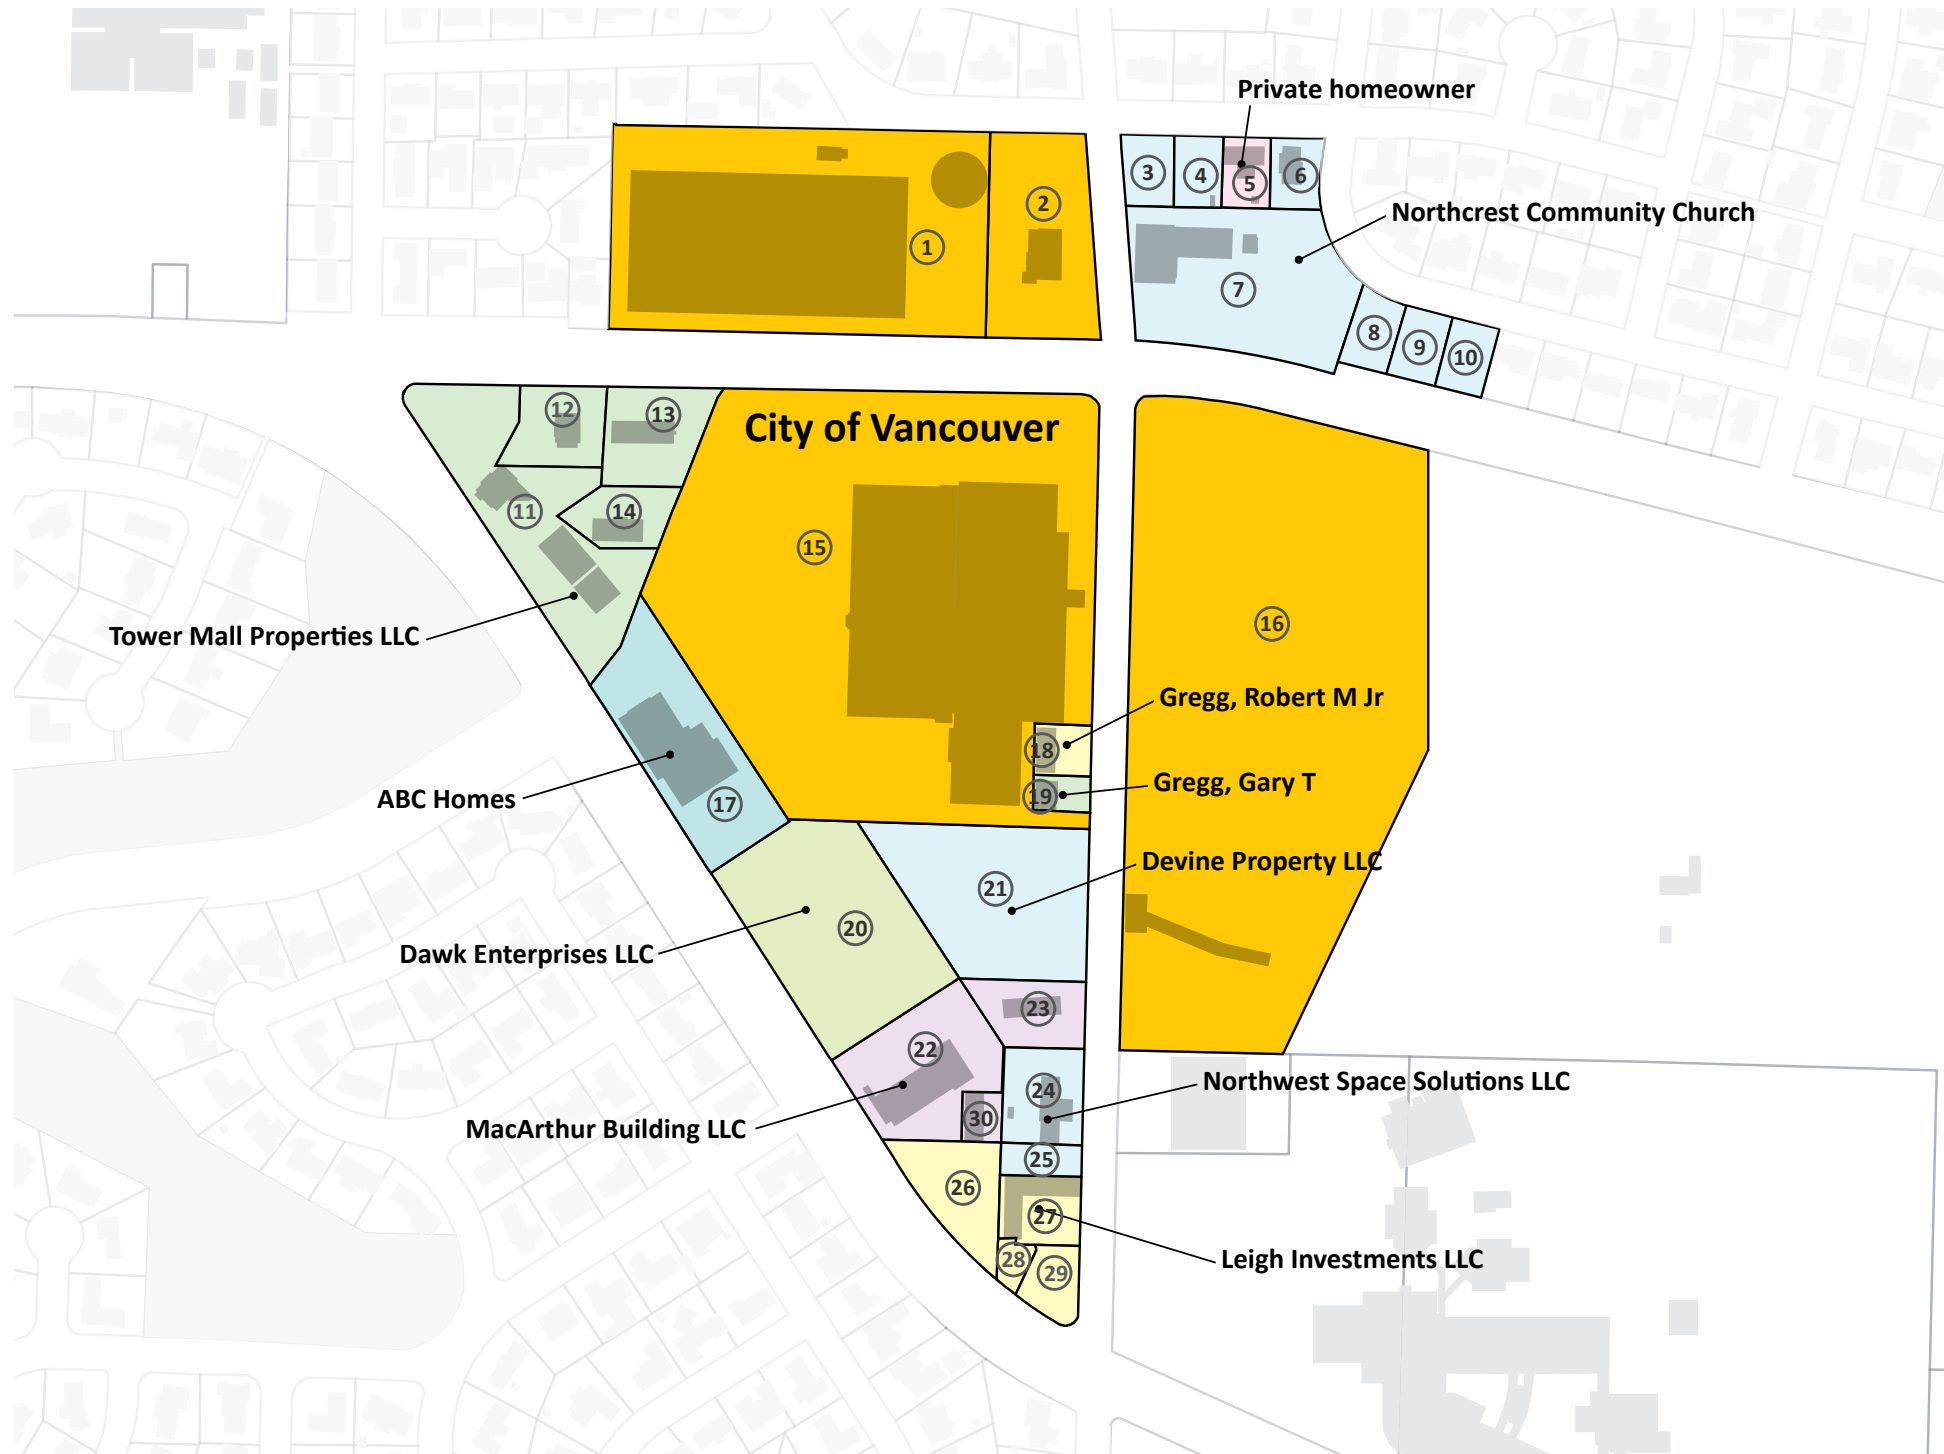 Private homeowner
3
4
5
6
2
Northcrest Community Church
1
7
8
9
10
12
13
City of Vancouver
11
14
15
16
Tower Mall Properties LLC
Gregg, Robert M Jr
18
Gregg, Gary T
ABC Homes
17
19
Devine Property LLC
21
20
Dawk Enterprises LLC
23
22
24
Northwest Space Solutions LLC
30
MacArthur Building LLC
25
26
27
28
29
Leigh Investments LLC